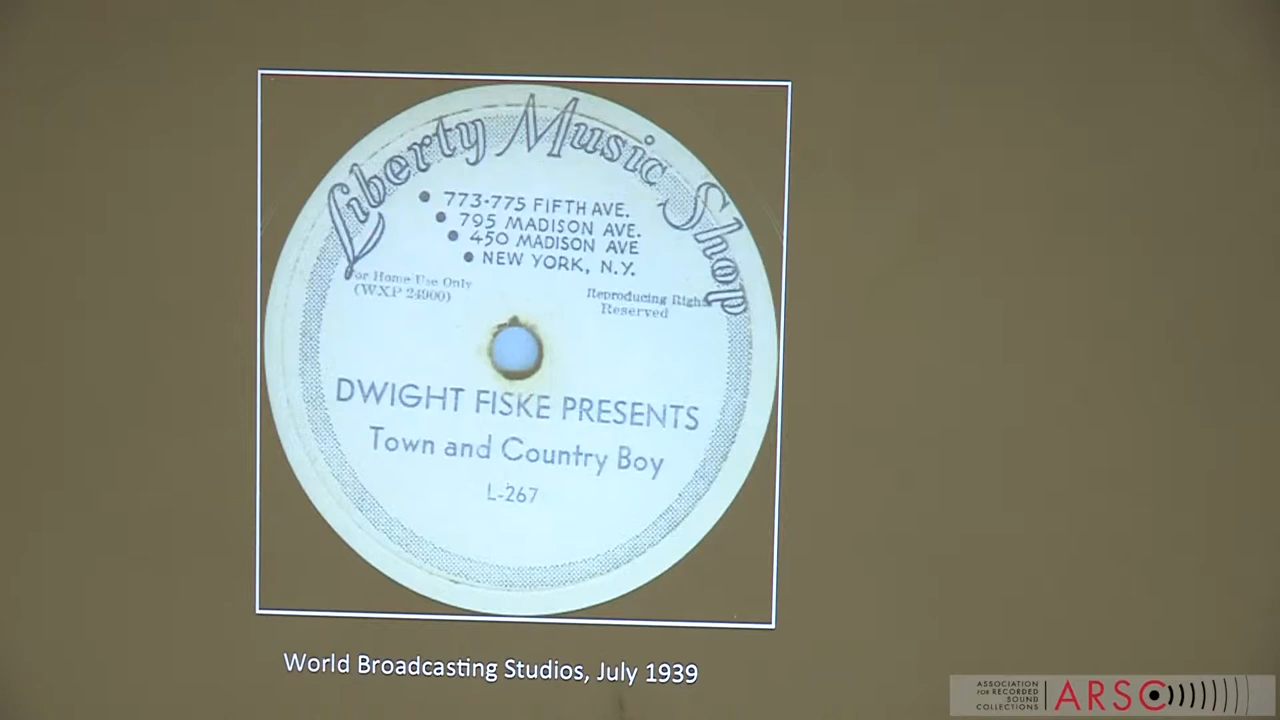 Liberty Music Shop
• 773-775 FIFTH AVE.
• 795 MADISON AVE.
• 450 MADISON AVE
• NEW YORK, N.Y.
For Home Use Only
(WXP 24900)
Reproducing Rights
Reserved
DWIGHT FISKE PRESENTS
Town and Country Boy
L-267
World Broadcasting Studios, July 1939
ASSOCIATION
FOR RECORDED
SOUND
COLLECTIONS
ARSC